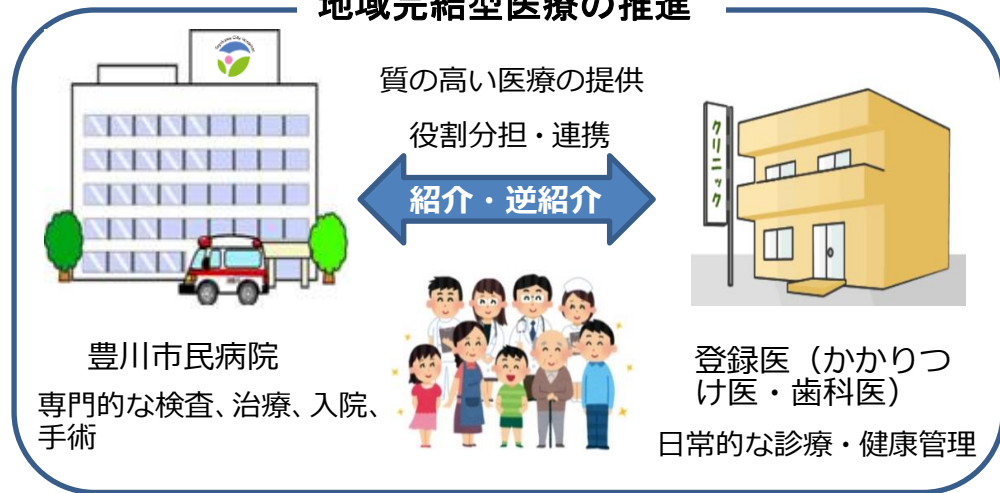 地域完結型医療の推進
質の高い医療の提供
役割分担・連携
紹介・逆紹介
クリニック
豊川市民病院
専門的な検査、治療、入院、
手術
登録医（かかりつ
け医・歯科医）
日常的な診療・健康管理